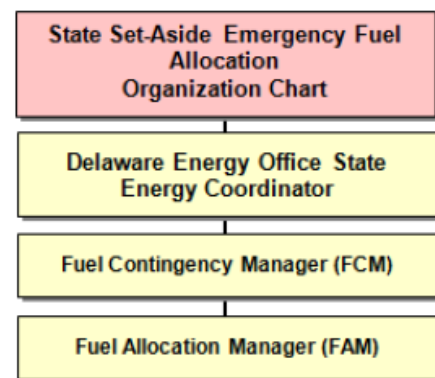 State Set-Aside Emergency Fuel
Allocation
Organization Chart
Delaware Energy Office State
Energy Coordinator
Fuel Contingency Manager (FCM)
Fuel Allocation Manager (FAM)